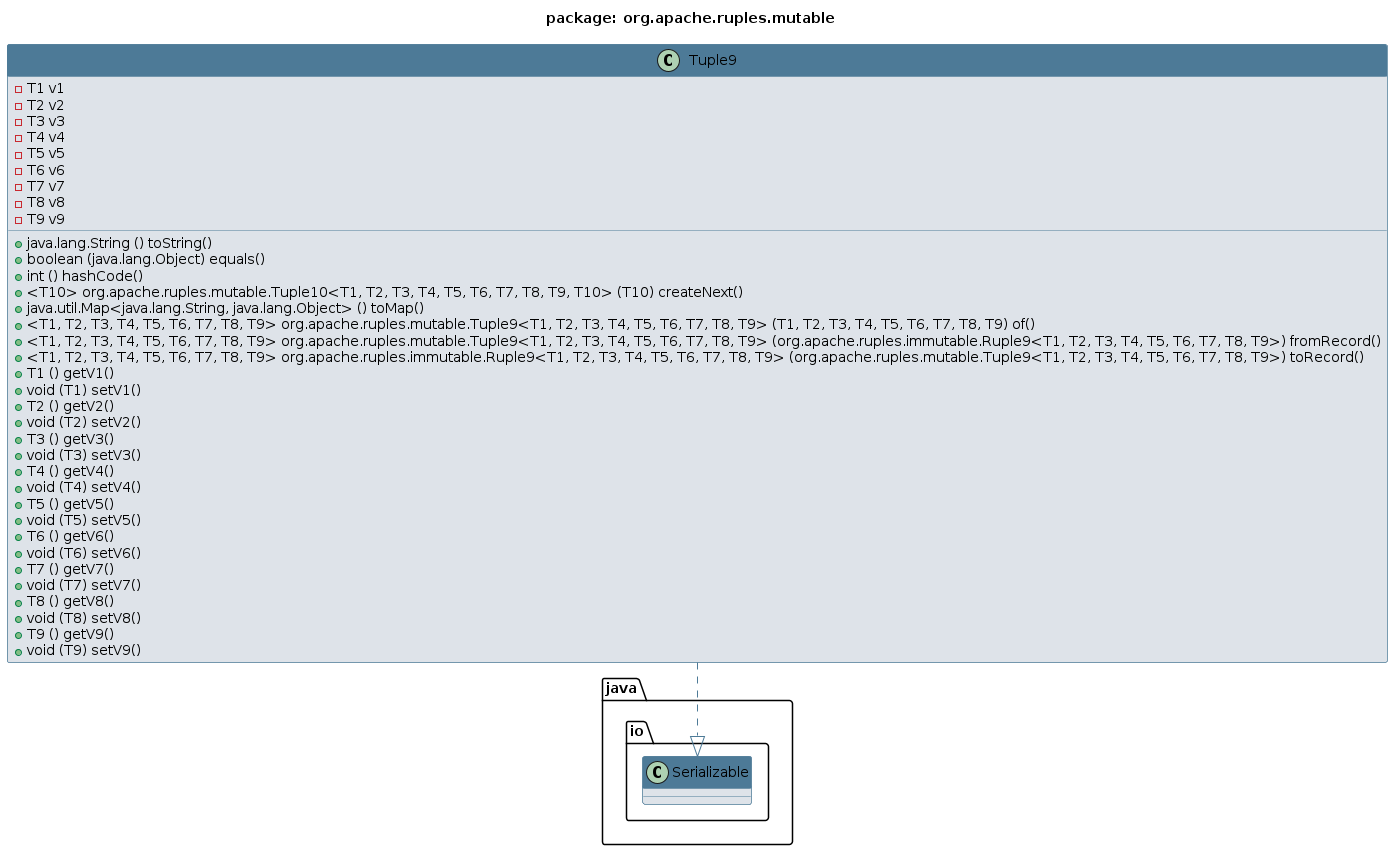 package: org.apache.ruples.mutable
C Tuple9
T1 v1
T2 v2
T3 v3
T4 v4
T5 v5
T6 v6
T7 v7
T8 v8
T9 v9
java.lang.String () toString()
boolean (java.lang.Object) equals()
int () hashCode()
<T10> org.apache.ruples.mutable.Tuple10<T1, T2, T3, T4, T5, T6, T7, T8, T9, T10> (T10) createNext()
java.util.Map<java.lang.String, java.lang.Object> () toMap()
<T1, T2, T3, T4, T5, T6, T7, T8, T9> org.apache.ruples.mutable.Tuple9<T1, T2, T3, T4, T5, T6, T7, T8, T9> (T1, T2, T3, T4, T5, T6, T7, T8, T9) of()
<T1, T2, T3, T4, T5, T6, T7, T8, T9> org.apache.ruples.mutable.Tuple9<T1, T2, T3, T4, T5, T6, T7, T8, T9> (org.apache.ruples.immutable.Ruple9<T1, T2, T3, T4, T5, T6, T7, T8, T9>) fromRecord()
<T1, T2, T3, T4, T5, T6, T7, T8, T9> org.apache.ruples.immutable.Ruple9<T1, T2, T3, T4, T5, T6, T7, T8, T9> (org.apache.ruples.mutable.Tuple9<T1, T2, T3, T4, T5, T6, T7, T8, T9>) toRecord()
T1 () getV1()
void (T1) setV1()
T2 () getV2()
void (T2) setV2()
T3 () getV3()
void (T3) setV3()
T4 () getV4()
void (T4) setV4()
T5 () getV5()
void (T5) setV5()
T6 () getV6()
void (T6) setV6()
T7 () getV7()
void (T7) setV7()
T8 () getV8()
void (T8) setV8()
T9 () getV9()
void (T9) setV9()
java
io
C Serializable